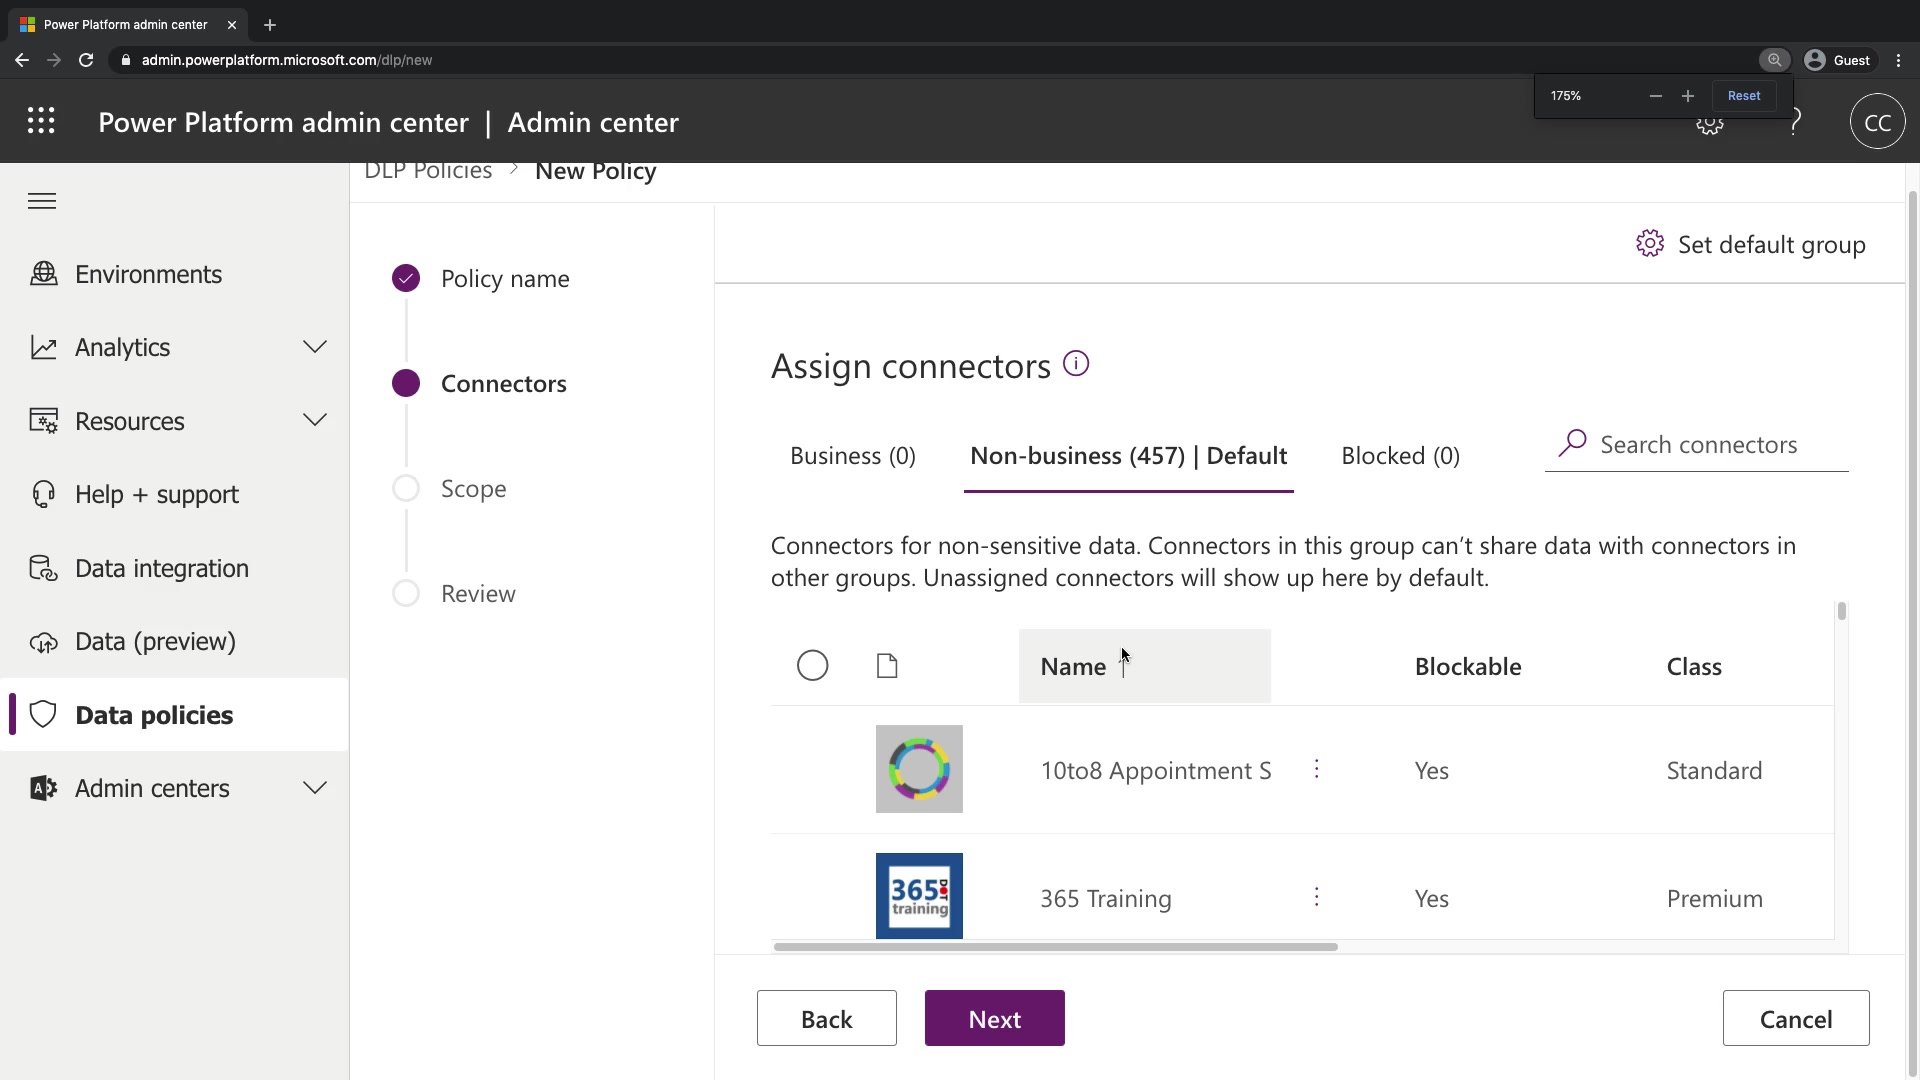 Power Platform admin center
admin.powerplatform.microsoft.com/dlp/new
Guest
175%
Reset
Power Platform admin center | Admin center
?
CC
DLP Policies > New Policy
Environments
Analytics
Resources
Help + support
Data integration
Data (preview)
Data policies
Admin centers
Policy name
Connectors
Scope
Review
Set default group
Assign connectors
Business (0)
Non-business (457) | Default
Blocked (0)
Search connectors
Connectors for non-sensitive data. Connectors in this group can't share data with connectors in
other groups. Unassigned connectors will show up here by default.
Name
Blockable
Class
10to8 Appointment S
Yes
Standard
365 DOT
training
365 Training
Yes
Premium
Back
Next
Cancel